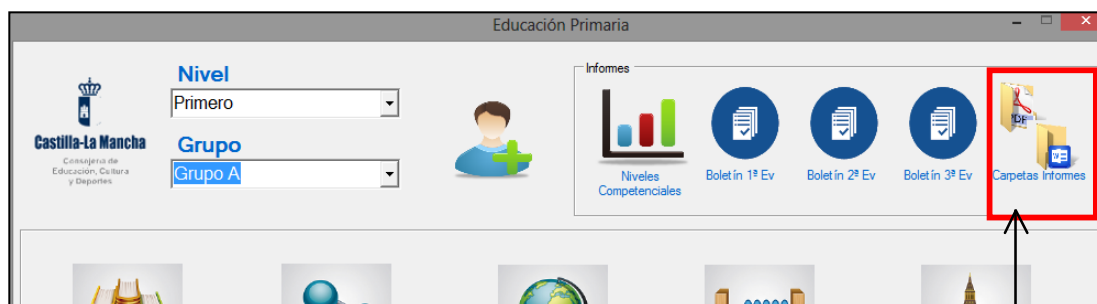 Educación Primaria
Nivel
Primero
Grupo
Grupo A
Castilla-La Mancha
Consejería de
Educación, Cultura
y Deportes
Informes
Niveles
Competenciales
Boletín 1ª Ev
Boletín 2ª Ev
Boletín 3ª Ev
PDF
W
Carpetas Informes